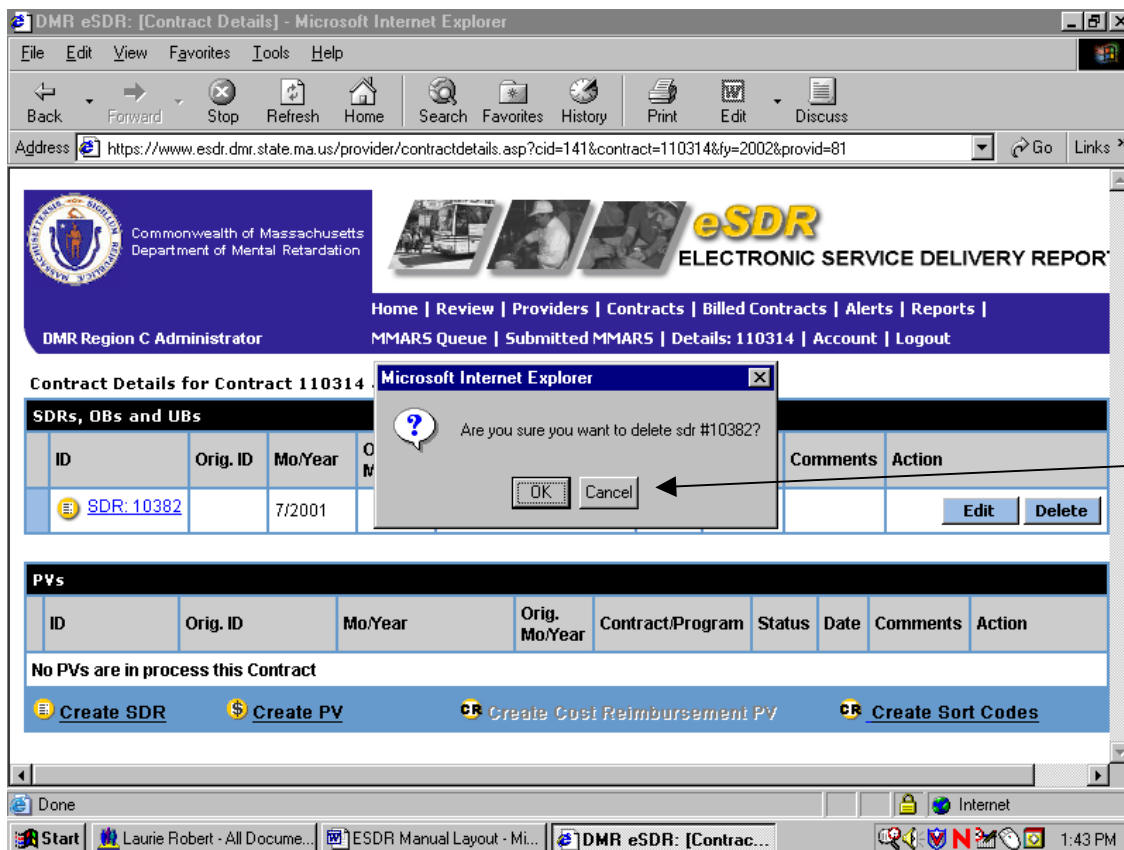 DMR eSDR: [Contract Details] - Microsoft Internet Explorer
File Edit View Favorites Tools Help
Back Forward Stop Refresh Home Search Favorites History Print Edit Discuss
Address https://www.esdr.dmr.state.ma.us/provider/contractdetails.asp?cid=141&contract=110314&fy=2002&provid=81 Go Links
Commonwealth of Massachusetts
Department of Mental Retardation
eSDR
ELECTRONIC SERVICE DELIVERY REPOR
Home | Review | Providers | Contracts | Billed Contracts | Alerts | Reports |
DMR Region C Administrator
MMARS Queue | Submitted MMARS | Details: 110314 | Account | Logout
Contract Details for Contract 110314
Microsoft Internet Explorer
Are you sure you want to delete sdr #10382?
OK Cancel
SDRs, OBs and UBs
ID Orig. ID Mo/Year Comments Action
SDR: 10382 7/2001 Edit Delete
PVs
ID Orig. ID Mo/Year Orig. Mo/Year Contract/Program Status Date Comments Action
No PVs are in process this Contract
Create SDR $ Create PV CR Create Cost Reimbursement PV CR Create Sort Codes
Done Internet
Start Laurie Robert - All Docume... ESDR Manual Layout - Mi... DMR eSDR: [Contrac... 1:43 PM